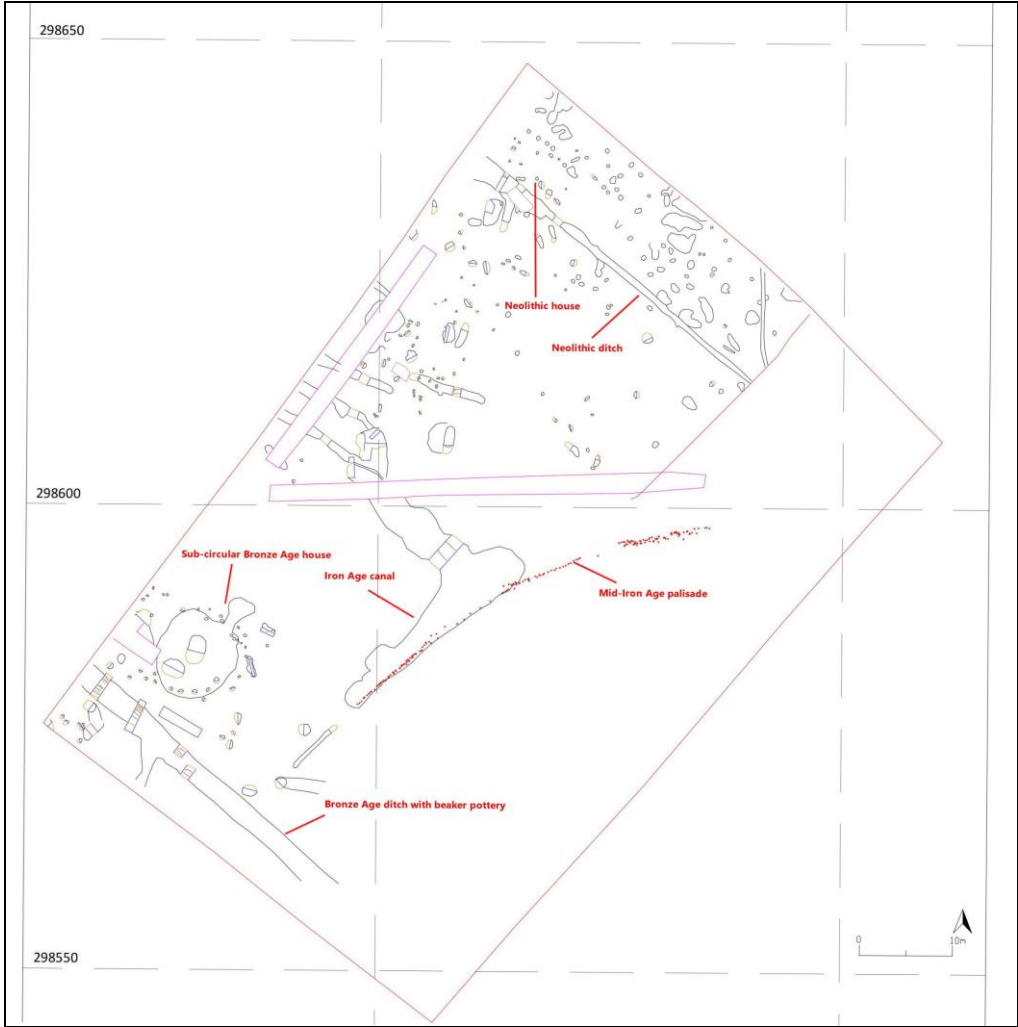 298650
Neolithic house
Neolithic ditch
298600
Sub-circular Bronze Age house
Iron Age canal
Mid-Iron Age palisade
Bronze Age ditch with beaker pottery
298550
0 10m